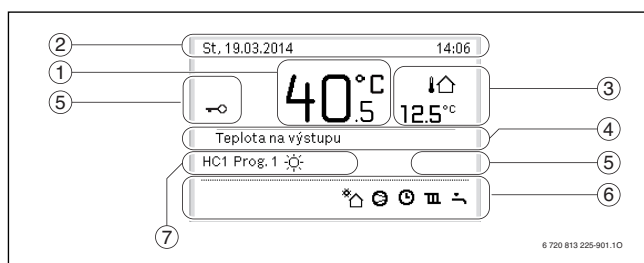 ② St, 19.03.2014 14:06
① 40.5 °C
③ 12.5 °C
⑤
Teplota na výstupu ④
HC1 Prog. 1 ⑤
⑥
⑦
6 720 813 225-901.1O